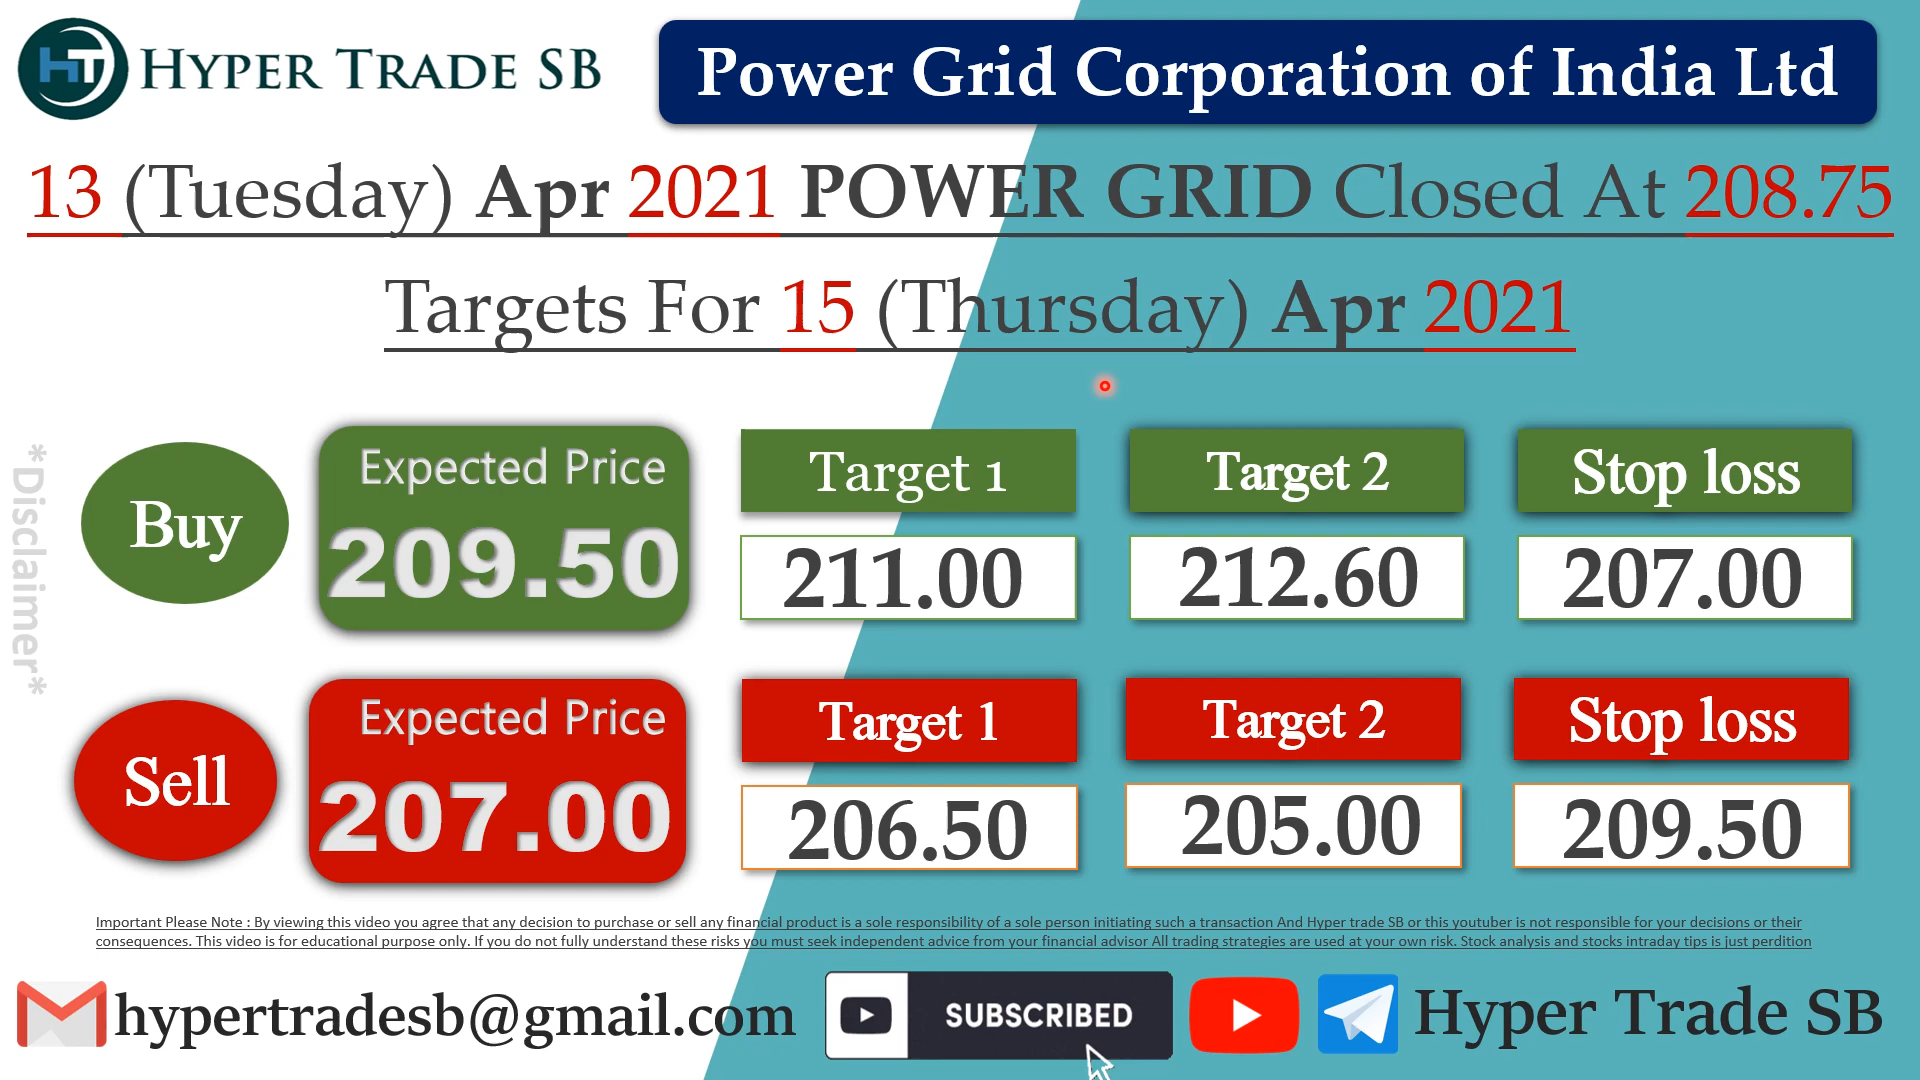 HT HYPER TRADE SB
Power Grid Corporation of India Ltd
13 (Tuesday) Apr 2021 POWER GRID Closed At 208.75
Targets For 15 (Thursday) Apr 2021
*Disclaimer*
Buy
Expected Price
209.50
Target 1
211.00
Target 2
212.60
Stop loss
207.00
Sell
Expected Price
207.00
Target 1
206.50
Target 2
205.00
Stop loss
209.50
Important Please Note : By viewing this video you agree that any decision to purchase or sell any financial product is a sole responsibility of a sole person initiating such a transaction And Hyper trade SB or this youtuber is not responsible for your decisions or their
consequences. This video is for educational purpose only. If you do not fully understand these risks you must seek independent advice from your financial advisor All trading strategies are used at your own risk. Stock analysis and stocks intraday tips is just perdition
hypertradesb@gmail.com
SUBSCRIBED
Hyper Trade SB